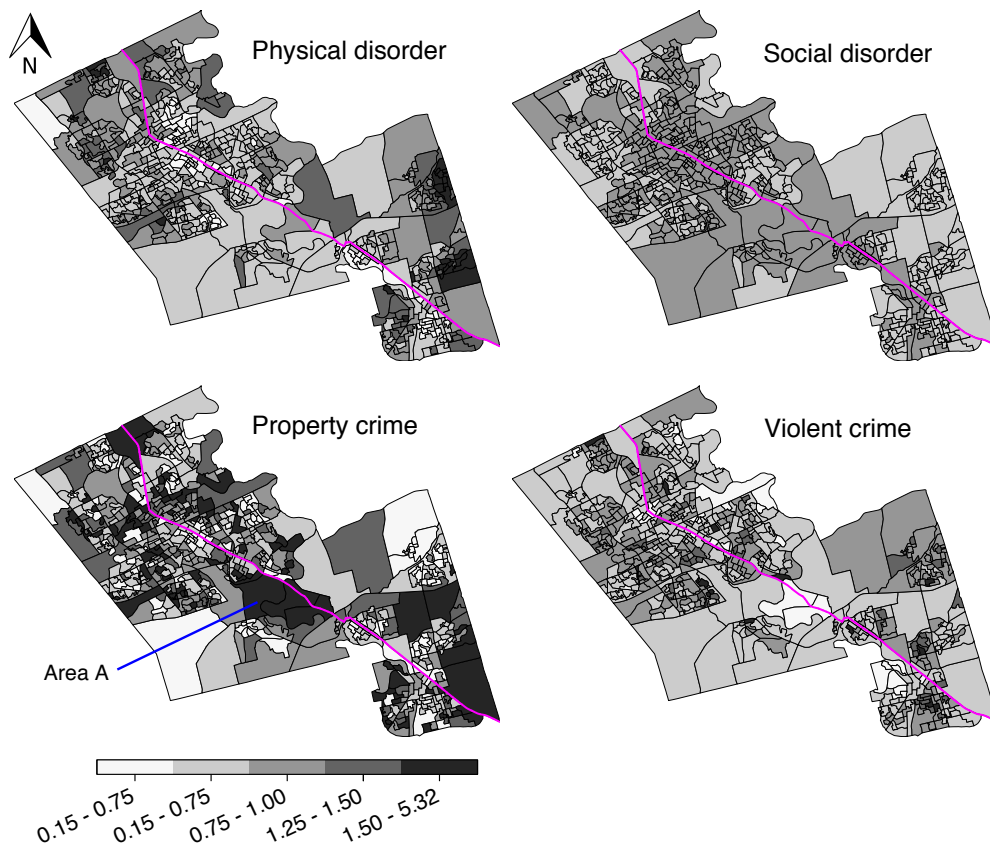 N
Physical disorder
Social disorder
Property crime
Violent crime
Area A
0.15 - 0.75
0.15 - 0.75
0.75 - 1.00
1.25 - 1.50
1.50 - 5.32